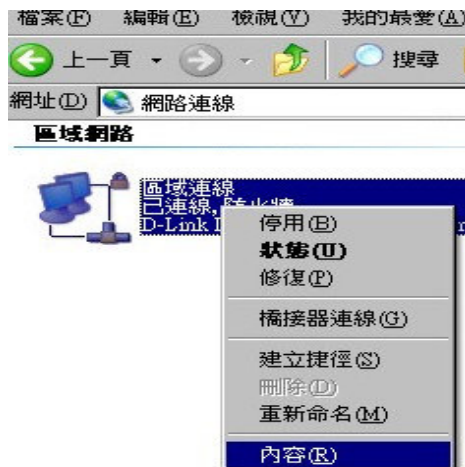 檔案(F) 編輯(E) 檢視(V) 我的最愛(A)
上一頁 搜尋
網址(D) 網路連線
區域網路
區域連線
已連線,
D-Link
停用(B)
狀態(U)
修復(P)
橋接器連線(G)
建立捷徑(S)
刪除(D)
重新命名(M)
內容(R)